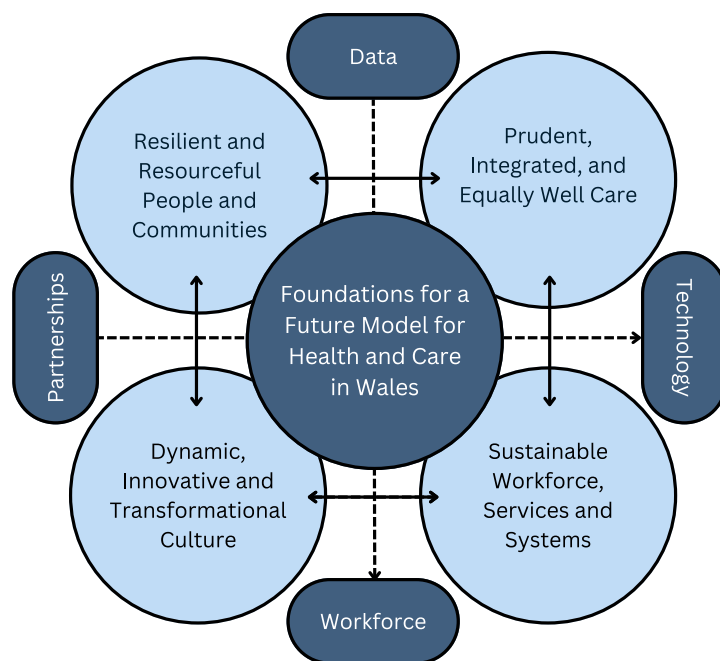 Data
Resilient and
Resourceful
People and
Communities
Prudent,
Integrated, and
Equally Well Care
Partnerships
Foundations for a
Future Model for
Health and Care
in Wales
Technology
Dynamic,
Innovative and
Transformational
Culture
Sustainable
Workforce,
Services and
Systems
Workforce